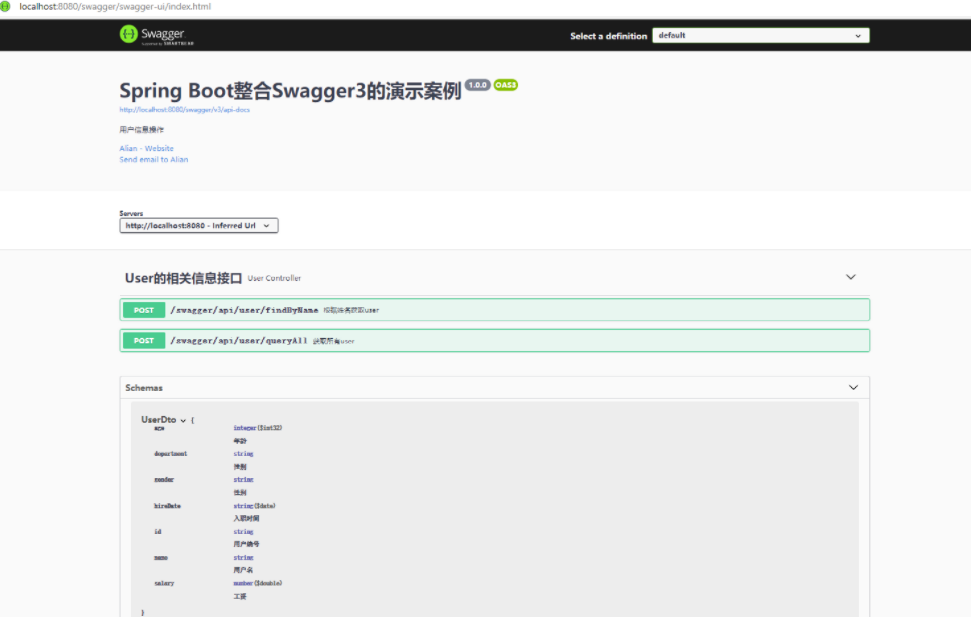 localhost:8080/swagger/swagger-ui/index.html
Swagger
SMARTBEAR
Select a definition
default
Spring Boot整合Swagger3的演示案例 1.0.0 OAS3
http://localhost:8080/swagger/v3/api-docs
用户信息操作
Alian - Website
Send email to Alian
Servers
http://localhost:8080 - Inferred Url
User的相关信息接口 User Controller
POST /swagger/api/user/findByName 根据姓名获取user
POST /swagger/api/user/queryAll 获取所有user
Schemas
UserDto {
age integer($int32)
年龄
department string
性别
gender string
性别
hireDate string($date)
入职时间
id string
用户编号
name string
用户名
salary number($double)
工资
}